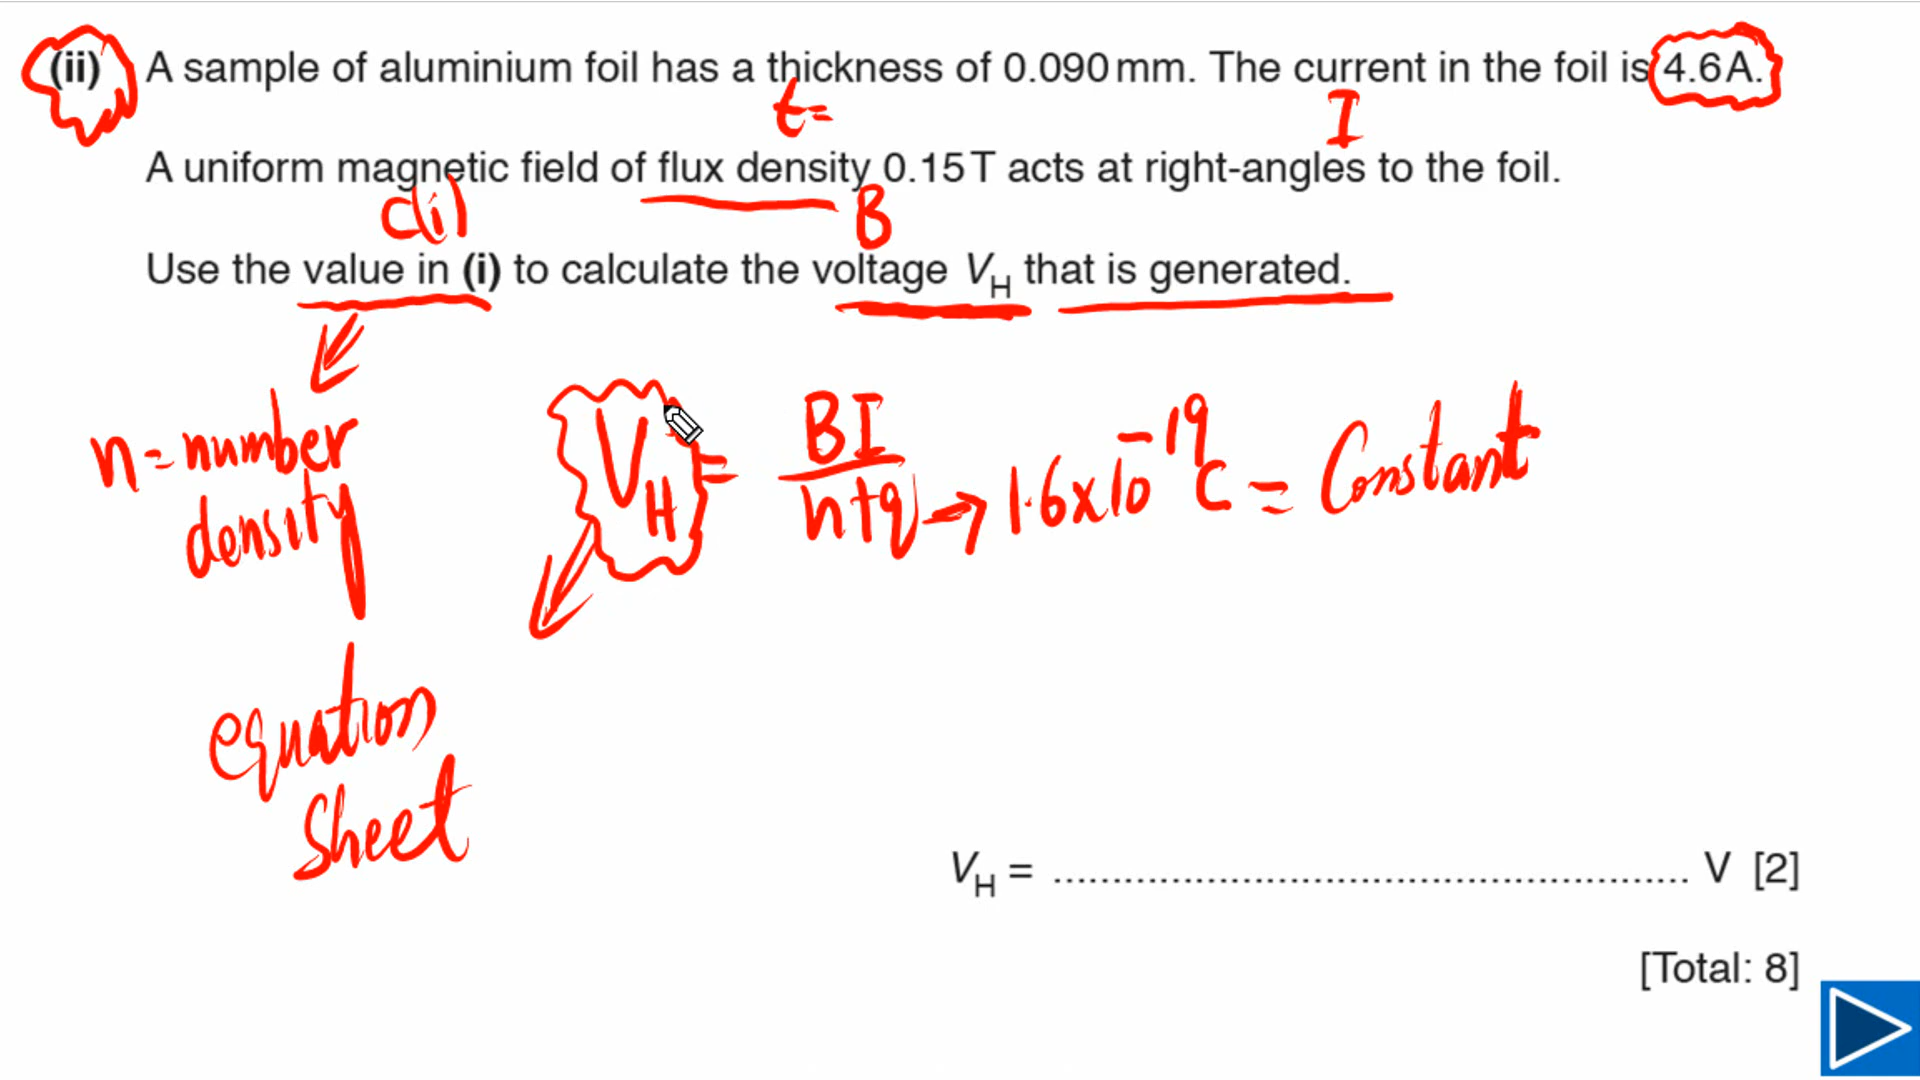 (ii) A sample of aluminium foil has a thickness of 0.090 mm. The current in the foil is 4.6 A.
t= I
A uniform magnetic field of flux density 0.15 T acts at right-angles to the foil.
c(i) B
Use the value in (i) to calculate the voltage VH that is generated.
n = number density
VH = BI / ntq → 1.6x10^-19 C = Constant
equation sheet
VH = ...................................................... V [2]
[Total: 8]